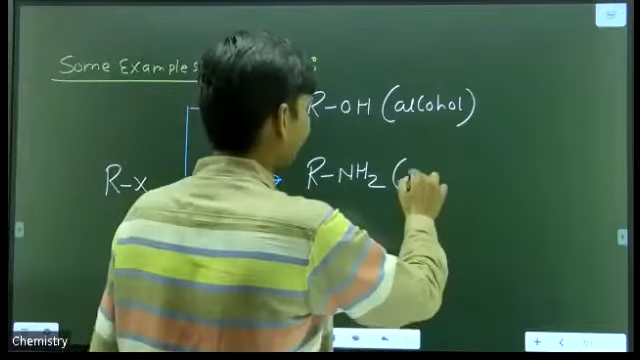 Some Examples :
R-OH (alcohol)
R-X
R-NH2 (
Chemistry